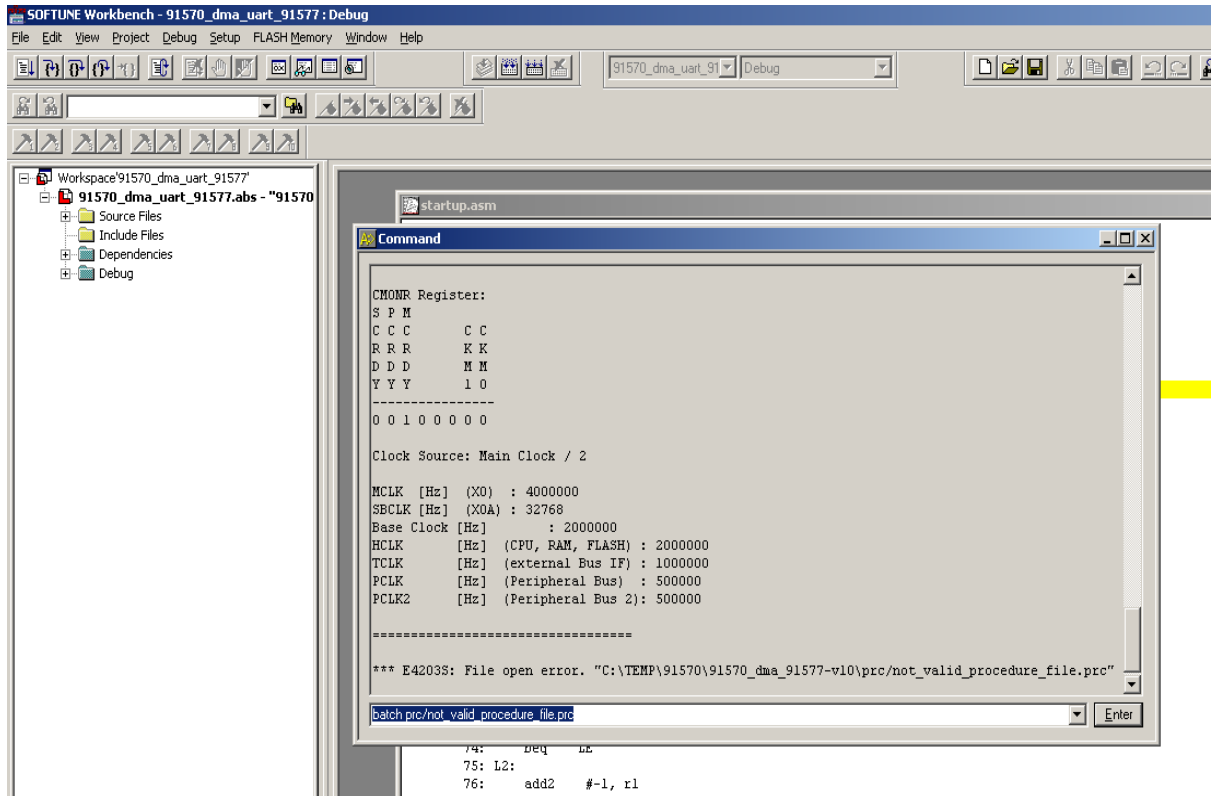 SOFTUNE Workbench - 91570_dma_uart_91577 : Debug
File Edit View Project Debug Setup FLASH Memory Window Help
91570_dma_uart_91 Debug
Workspace'91570_dma_uart_91577'
91570_dma_uart_91577.abs - "91570
Source Files
Include Files
Dependencies
Debug
startup.asm
Command
CMONR Register:
S P M
C C C C C
R R R K K
D D D M M
Y Y Y 1 0
----------------
0 0 1 0 0 0 0 0
Clock Source: Main Clock / 2
MCLK [Hz] (X0) : 4000000
SBCLK [Hz] (X0A) : 32768
Base Clock [Hz] : 2000000
HCLK [Hz] (CPU, RAM, FLASH) : 2000000
TCLK [Hz] (external Bus IF) : 1000000
PCLK [Hz] (Peripheral Bus) : 500000
PCLK2 [Hz] (Peripheral Bus 2): 500000
==================================
*** E4203S: File open error. "C:\TEMP\91570\91570_dma_91577-v10\prc/not_valid_procedure_file.prc"
batch prc/not_valid_procedure_file.prc
Enter
74: beq LE
75: L2:
76: add2 #-1, r1